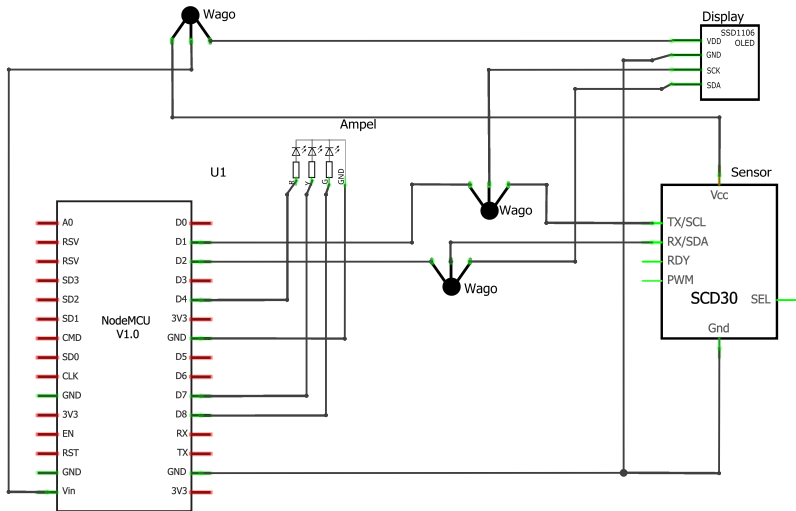 Wago
Display
SSD1106
OLED
VDD
GND
SCK
SDA
Ampel
R
Y
G
GND
U1
Sensor
Vcc
Wago
TX/SCL
RX/SDA
RDY
PWM
SCD30
SEL
Gnd
Wago
NodeMCU
V1.0
A0
RSV
RSV
SD3
SD2
SD1
CMD
SD0
CLK
GND
3V3
EN
RST
GND
Vin
D0
D1
D2
D3
D4
3V3
GND
D5
D6
D7
D8
RX
TX
GND
3V3